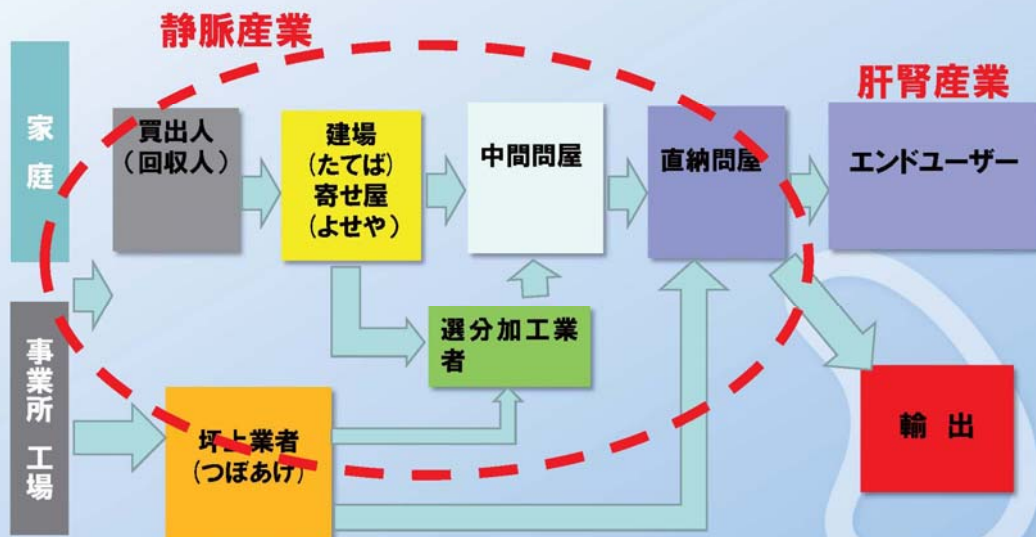 静脈産業
肝腎産業
家庭
買出人
(回収人)
建場
(たてば)
寄せ屋
(よせや)
中間問屋
直納問屋
エンドユーザー
選分加工業
者
事業所 工場
坪上業者
(つぼあげ)
輸出